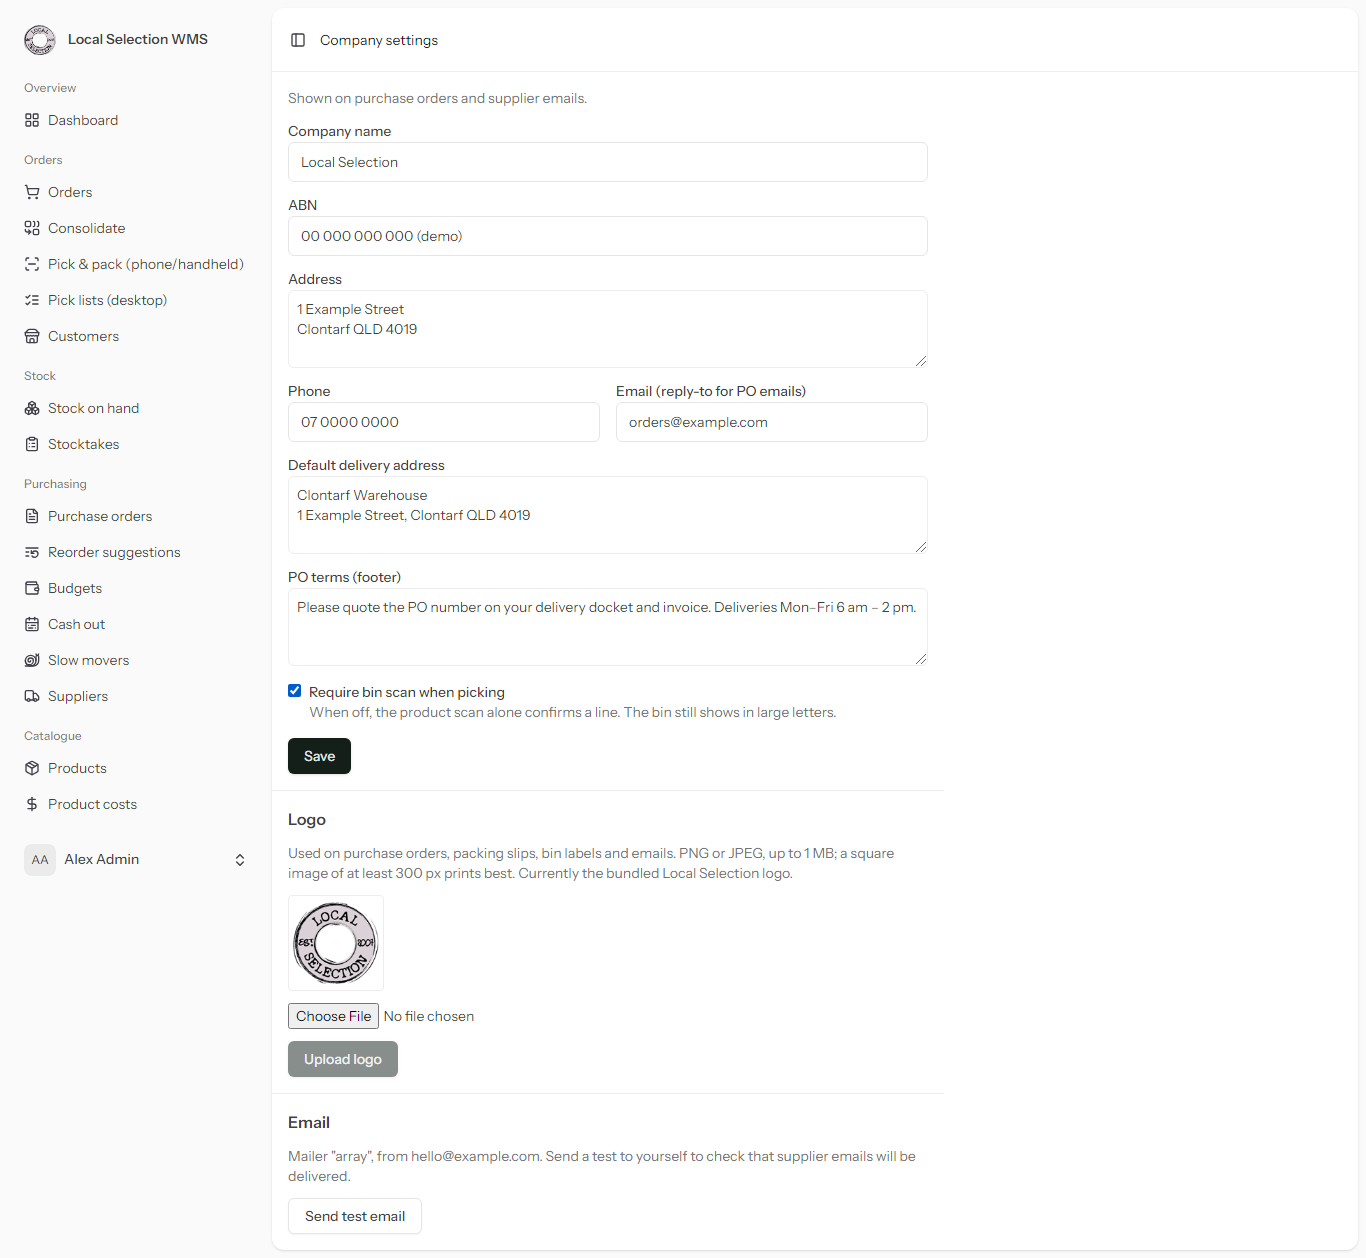 Local Selection WMS
Overview
Dashboard
Orders
Orders
Consolidate
Pick & pack (phone/handheld)
Pick lists (desktop)
Customers
Stock
Stock on hand
Stocktakes
Purchasing
Purchase orders
Reorder suggestions
Budgets
Cash out
Slow movers
Suppliers
Catalogue
Products
Product costs
AA Alex Admin
Company settings
Shown on purchase orders and supplier emails.
Company name
Local Selection
ABN
00 000 000 000 (demo)
Address
1 Example Street
Clontarf QLD 4019
Phone
07 0000 0000
Email (reply-to for PO emails)
orders@example.com
Default delivery address
Clontarf Warehouse
1 Example Street, Clontarf QLD 4019
PO terms (footer)
Please quote the PO number on your delivery docket and invoice. Deliveries Mon–Fri 6 am – 2 pm.
Require bin scan when picking
When off, the product scan alone confirms a line. The bin still shows in large letters.
Save
Logo
Used on purchase orders, packing slips, bin labels and emails. PNG or JPEG, up to 1 MB; a square
image of at least 300 px prints best. Currently the bundled Local Selection logo.
LOCAL
EST.
SELECTION
Choose File No file chosen
Upload logo
Email
Mailer "array", from hello@example.com. Send a test to yourself to check that supplier emails will be
delivered.
Send test email